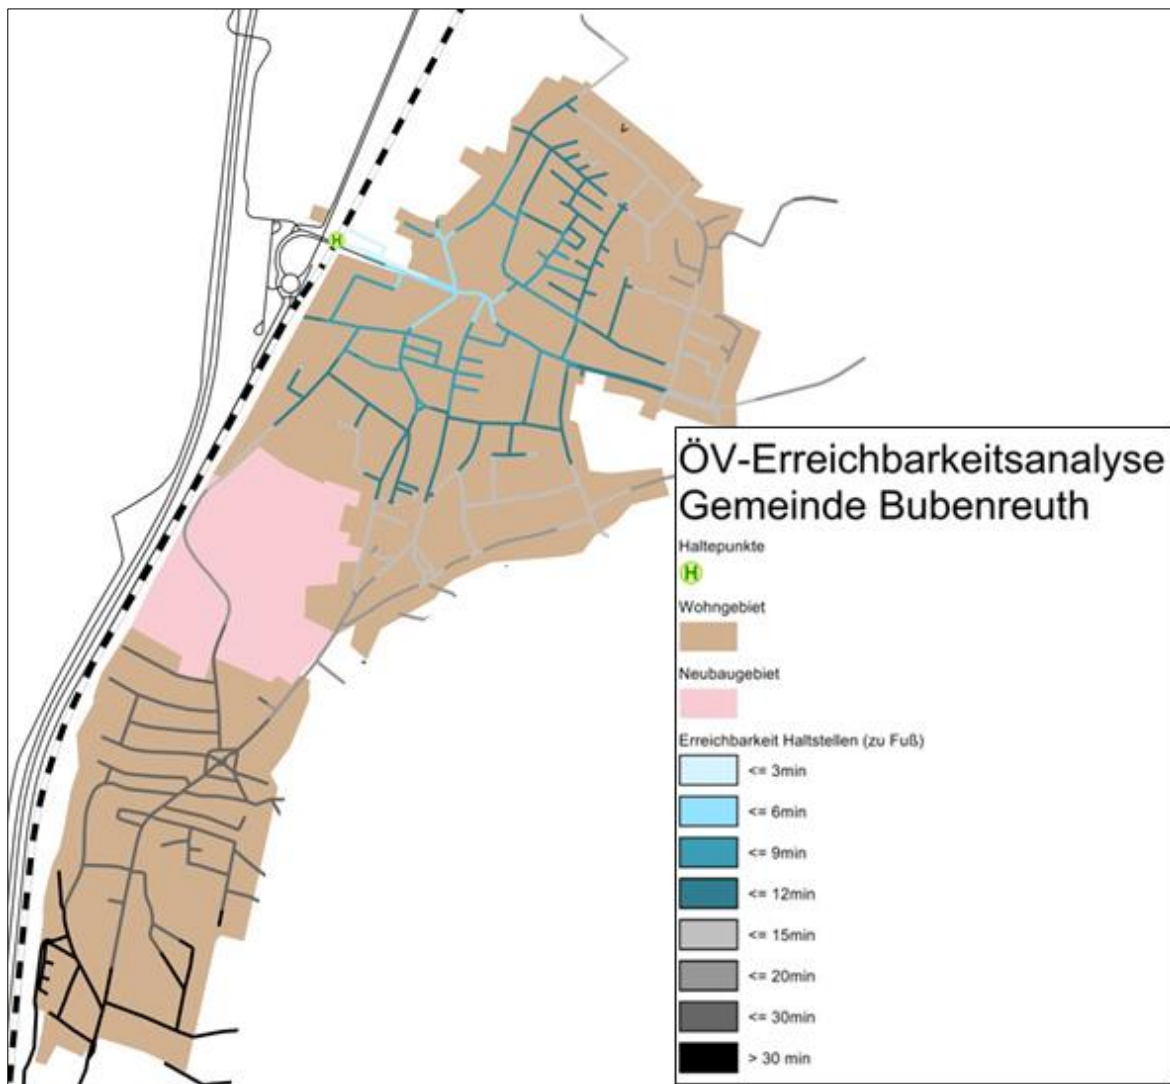 H
ÖV-Erreichbarkeitsanalyse
Gemeinde Bubenreuth
Haltepunkte
H
Wohngebiet
Neubaugebiet
Erreichbarkeit Haltstellen (zu Fuß)
<= 3min
<= 6min
<= 9min
<= 12min
<= 15min
<= 20min
<= 30min
> 30 min